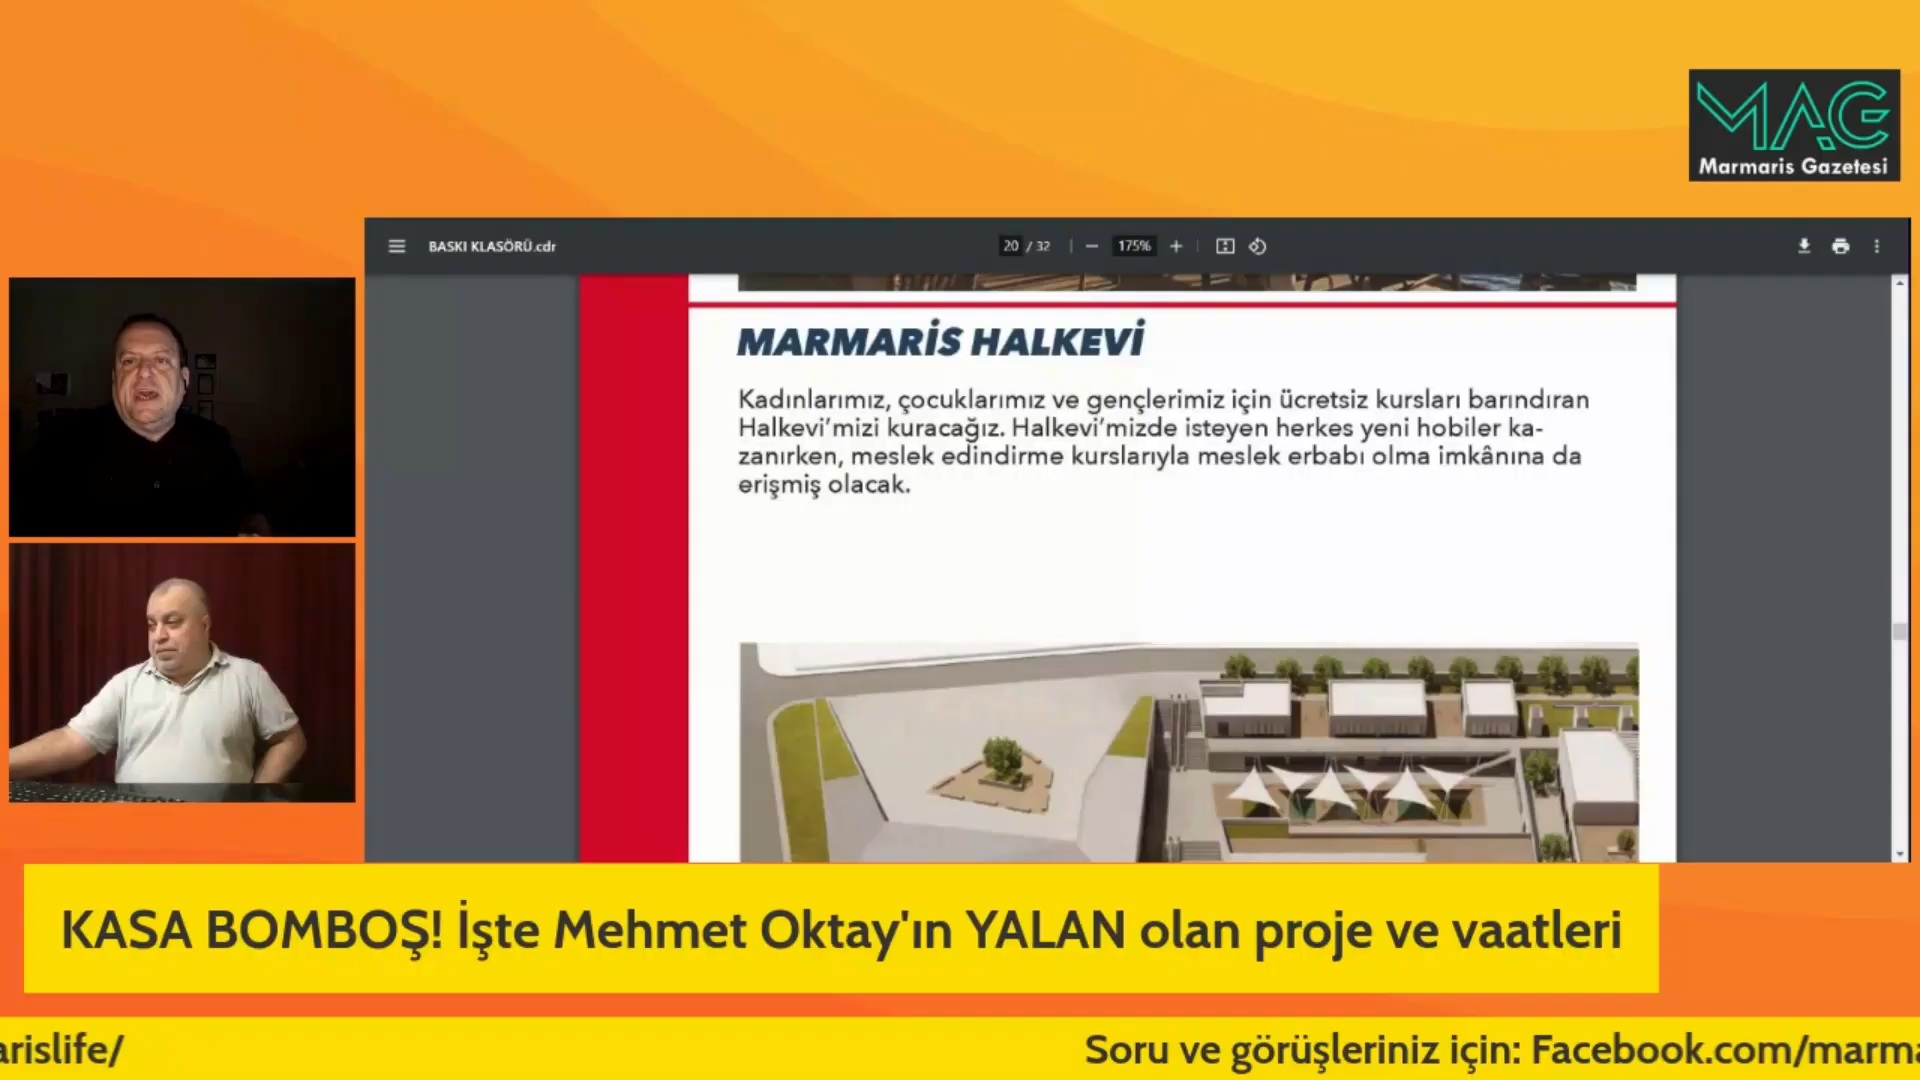 MAG
Marmaris Gazetesi
BASKI KLASÖRÜ.cdr
20 / 32
175%
MARMARİS HALKEVİ
Kadınlarımız, çocuklarımız ve gençlerimiz için ücretsiz kursları barındıran
Halkevi'mizi kuracağız. Halkevi'mizde isteyen herkes yeni hobiler ka-
zanırken, meslek edindirme kurslarıyla meslek erbabı olma imkânına da
erişmiş olacak.
KASA BOMBOŞ! İşte Mehmet Oktay'ın YALAN olan proje ve vaatleri
arislife/
Soru ve görüşleriniz için: Facebook.com/marma